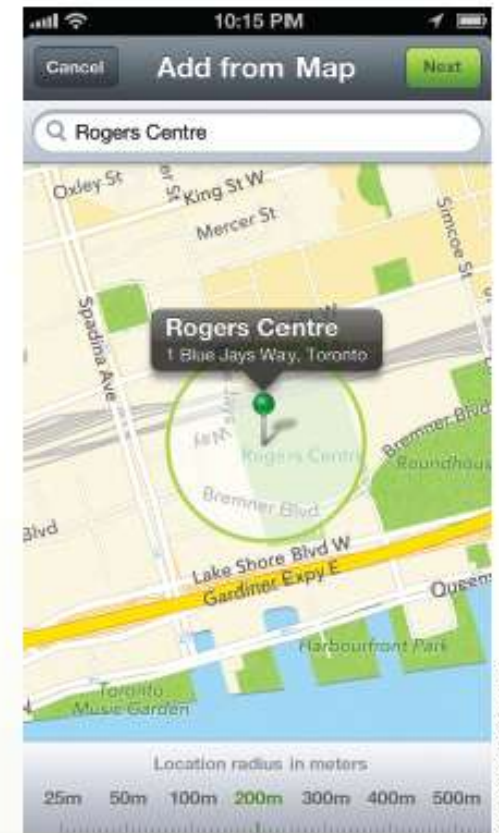 10:15 PM
Cancel Add from Map Next
Rogers Centre
Oxley St
King St W
Mercer St
Simcoe St
Spadina Ave
Rogers Centre
1 Blue Jays Way, Toronto
Way
Rogers Centre
Bremner Blvd
Bremner Blvd
Roundhous
Blvd
Lake Shore Blvd W
Gardiner Expy E
Queen
Harbourfront Park
Toronto
Music Garden
Location radius in meters
25m 50m 100m 200m 300m 400m 500m